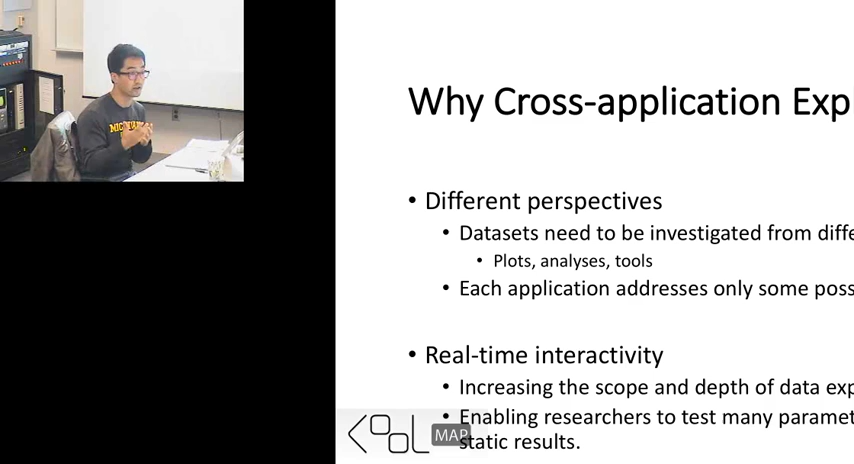 Why Cross-application Exp
• Different perspectives
• Datasets need to be investigated from diffe
• Plots, analyses, tools
• Each application addresses only some poss
• Real-time interactivity
• Increasing the scope and depth of data exp
• Enabling researchers to test many paramet
static results.
MAP